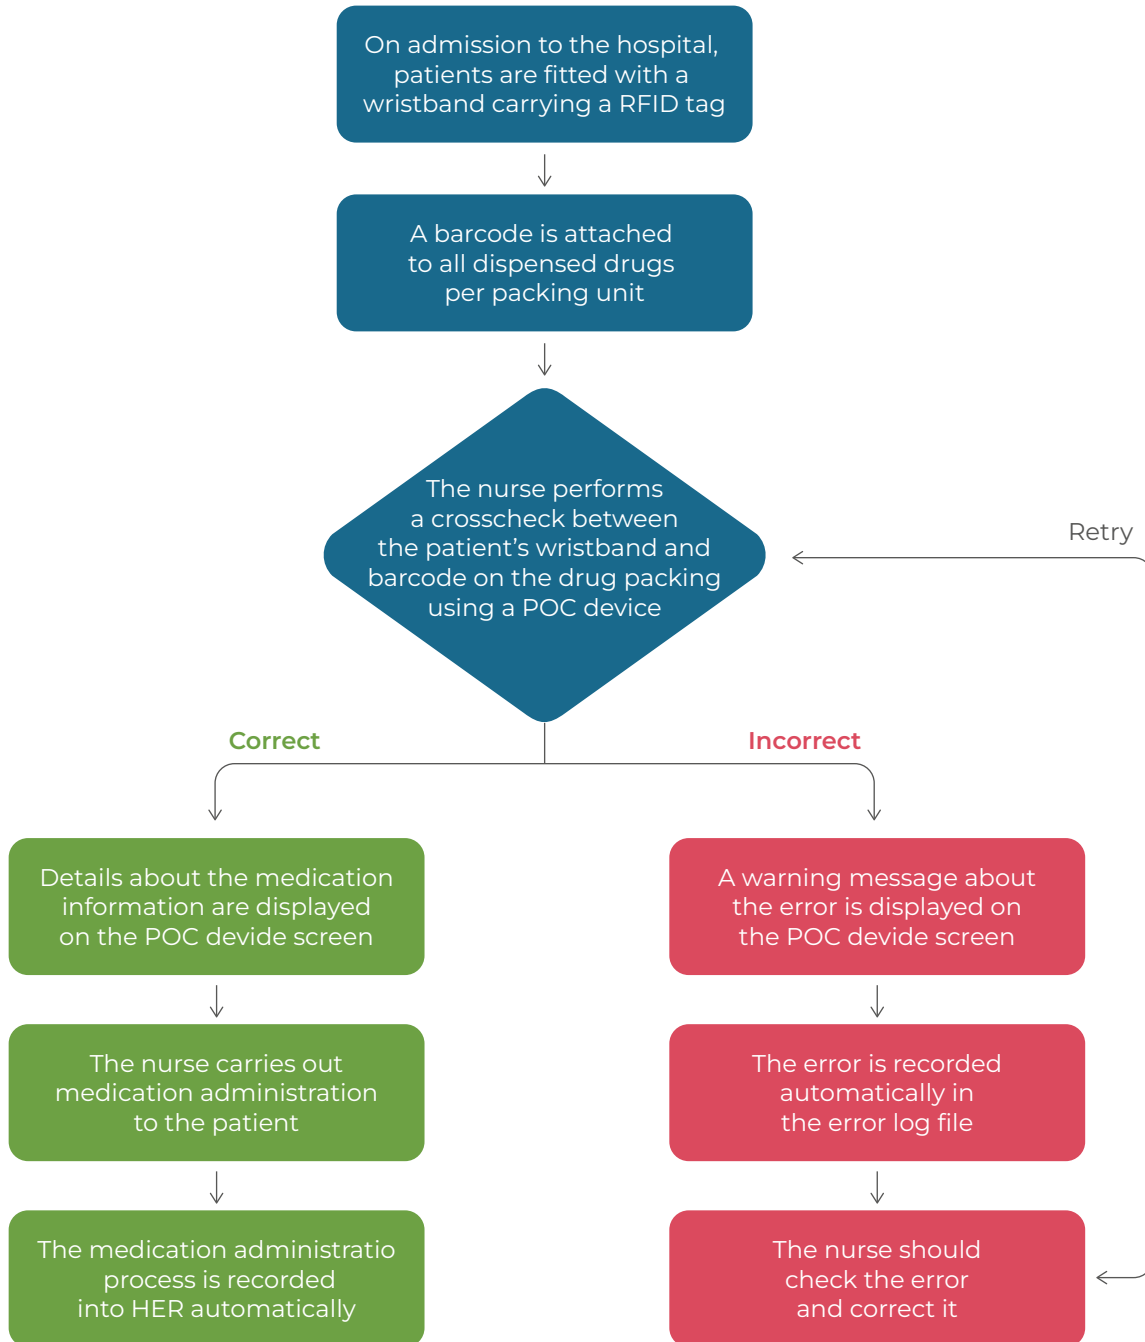 On admission to the hospital,
patients are fitted with a
wristband carrying a RFID tag
A barcode is attached
to all dispensed drugs
per packing unit
The nurse performs
a crosscheck between
the patient’s wristband and
barcode on the drug packing
using a POC device
Retry
Correct
Incorrect
Details about the medication
information are displayed
on the POC devide screen
A warning message about
the error is displayed on
the POC devide screen
The nurse carries out
medication administration
to the patient
The error is recorded
automatically in
the error log file
The medication administratio
process is recorded
into HER automatically
The nurse should
check the error
and correct it